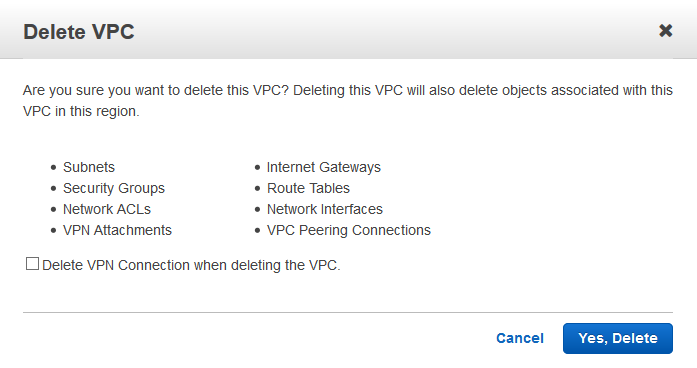 Delete VPC
Are you sure you want to delete this VPC? Deleting this VPC will also delete objects associated with this
VPC in this region.
• Subnets
• Security Groups
• Network ACLs
• VPN Attachments
• Internet Gateways
• Route Tables
• Network Interfaces
• VPC Peering Connections
Delete VPN Connection when deleting the VPC.
Cancel
Yes, Delete